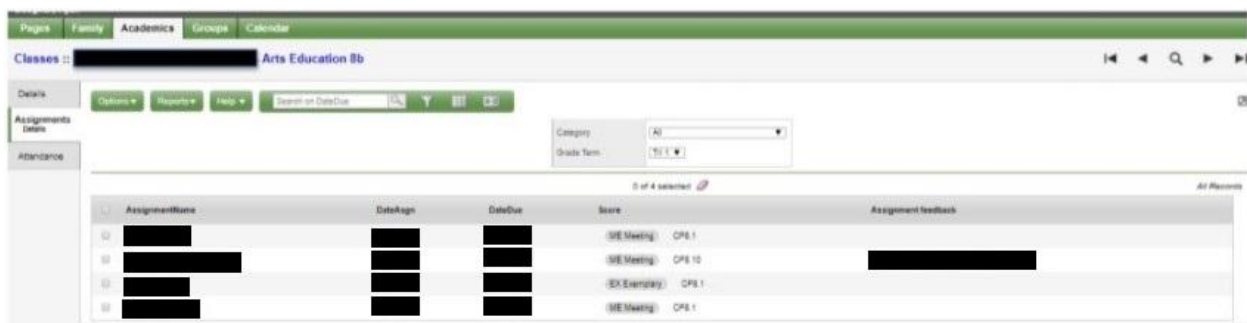 Pages Family Academics Groups Calendar
Classes :: Arts Education 8b
Details
Options Reports Help Search on DateDue
Assignments
Details
Category All
Grade Term
Attendance
0 of 4 selected All Records
AssignmentName DateAsgn DateDue Score Assignment feedback
ME Meeting CP8.1
ME Meeting CP8.10
EX Exemplary CP8.1
ME Meeting CP8.1